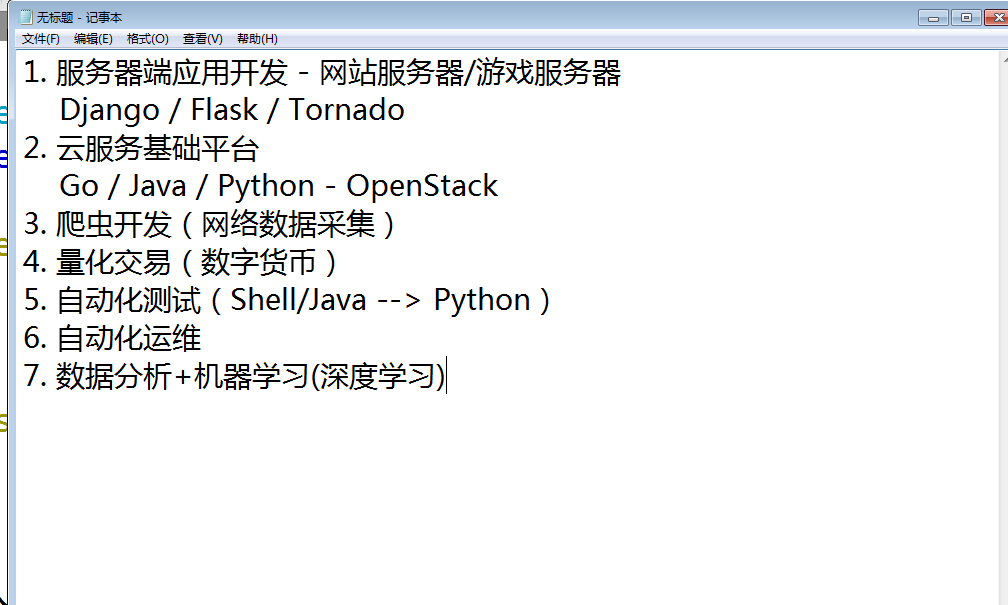 无标题 - 记事本
文件(F) 编辑(E) 格式(O) 查看(V) 帮助(H)
1. 服务器端应用开发 - 网站服务器/游戏服务器
Django / Flask / Tornado
2. 云服务基础平台
Go / Java / Python - OpenStack
3. 爬虫开发（网络数据采集）
4. 量化交易（数字货币）
5. 自动化测试（Shell/Java --> Python）
6. 自动化运维
7. 数据分析+机器学习(深度学习)